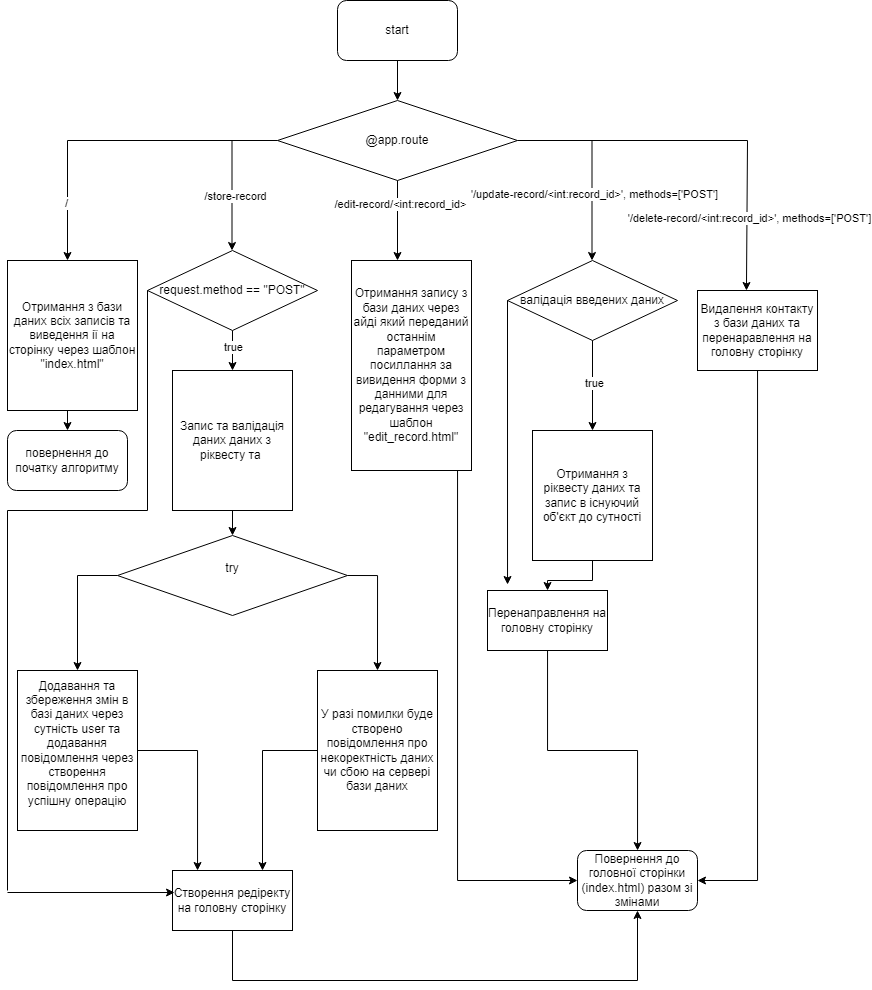 start
@app.route
/
/store-record
/edit-record/<int:record_id>
'/update-record/<int:record_id>', methods=['POST']
'/delete-record/<int:record_id>', methods=['POST']
Отримання з бази
даних всіх записів та
виведення її на
сторінку через шаблон
"index.html"
повернення до
початку алгоритму
request.method == "POST"
true
Запис та валідація
даних даних з
ріквесту та
try
Додавання та
збереження змін в
базі даних через
сутність user та
додавання
повідомлення через
створення
повідомлення про
успішну операцію
У разі помилки буде
створено
повідомлення про
некоректність даних
чи сбою на сервері
бази даних
Створення редіректу
на головну сторінку
Отримання запису з
бази даних через
айді який переданий
останнім
параметром
посиллання за
вивидення форми з
данними для
редагування через
шаблон
"edit_record.html"
валідація введених даних
true
Отримання з
ріквесту даних та
запис в існуючий
об'єкт до сутності
Перенаправлення на
головну сторінку
Видалення контакту
з бази даних та
перенаравлення на
головну сторінку
Повернення до
головної сторінки
(index.html) разом зі
змінами